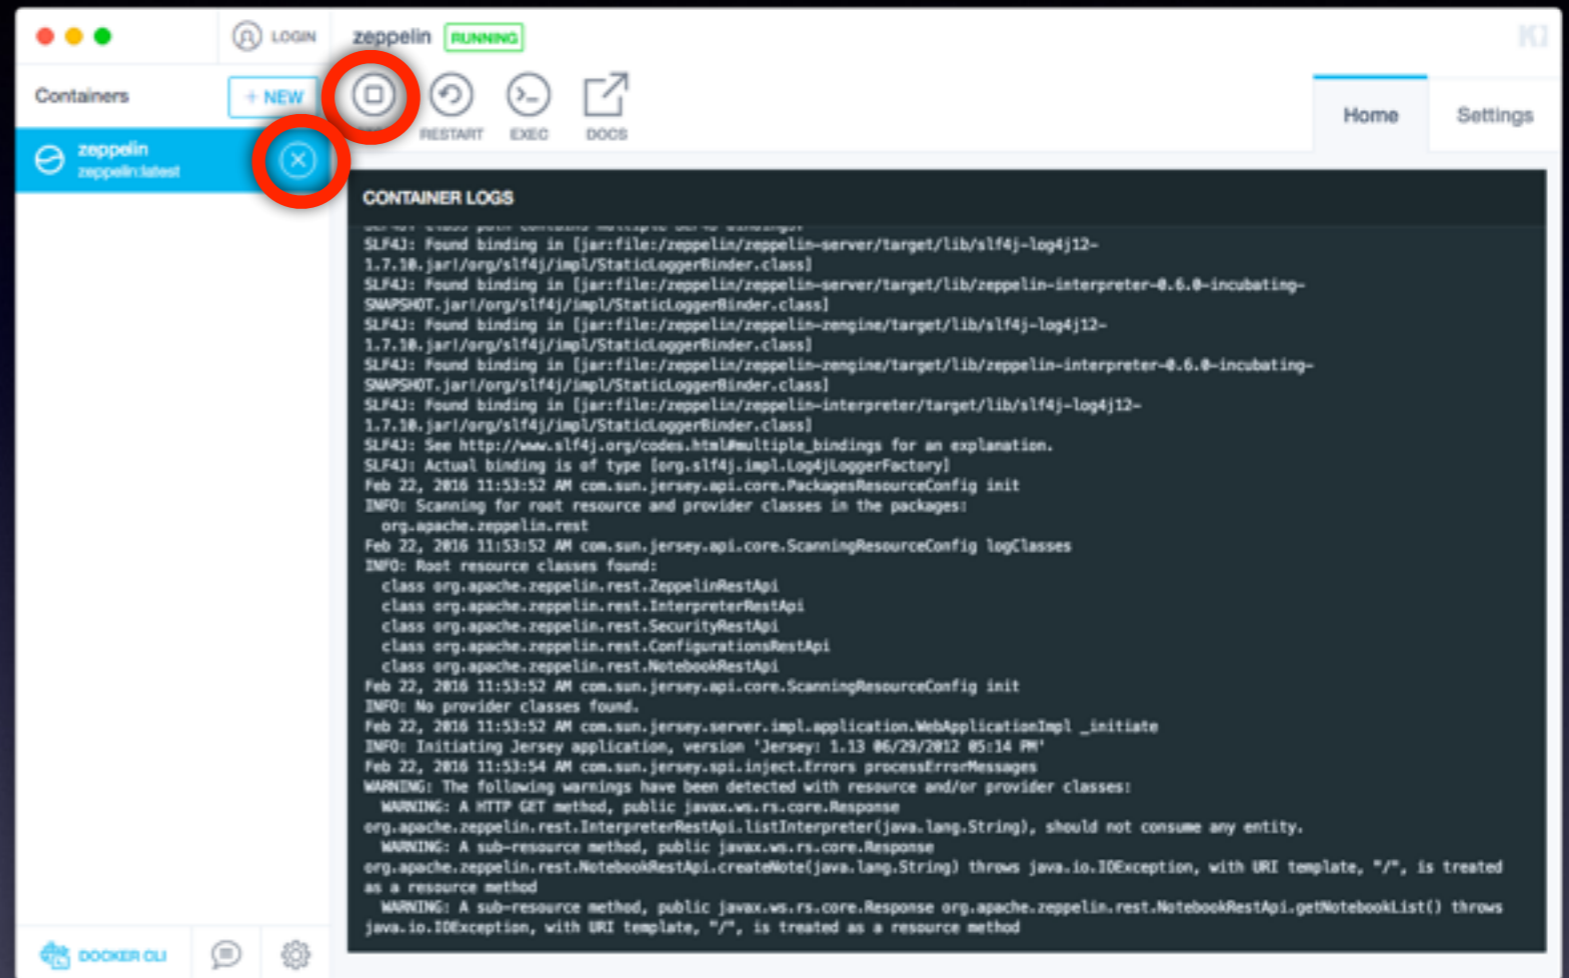 LOGIN
zeppelin RUNNING
Containers
+ NEW
RESTART
EXEC
DOCS
Home
Settings
zeppelin
zeppelin:latest
CONTAINER LOGS
SLF4J: Class path contains multiple SLF4J bindings.
SLF4J: Found binding in [jar:file:/zeppelin/zeppelin-server/target/lib/slf4j-log4j12-
1.7.10.jar!/org/slf4j/impl/StaticLoggerBinder.class]
SLF4J: Found binding in [jar:file:/zeppelin/zeppelin-server/target/lib/zeppelin-interpreter-0.6.0-incubating-
SNAPSHOT.jar!/org/slf4j/impl/StaticLoggerBinder.class]
SLF4J: Found binding in [jar:file:/zeppelin/zeppelin-zengine/target/lib/slf4j-log4j12-
1.7.10.jar!/org/slf4j/impl/StaticLoggerBinder.class]
SLF4J: Found binding in [jar:file:/zeppelin/zeppelin-zengine/target/lib/zeppelin-interpreter-0.6.0-incubating-
SNAPSHOT.jar!/org/slf4j/impl/StaticLoggerBinder.class]
SLF4J: Found binding in [jar:file:/zeppelin/zeppelin-interpreter/target/lib/slf4j-log4j12-
1.7.10.jar!/org/slf4j/impl/StaticLoggerBinder.class]
SLF4J: See http://www.slf4j.org/codes.html#multiple_bindings for an explanation.
SLF4J: Actual binding is of type [org.slf4j.impl.Log4jLoggerFactory]
Feb 22, 2016 11:53:52 AM com.sun.jersey.api.core.PackagesResourceConfig init
INFO: Scanning for root resource and provider classes in the packages:
org.apache.zeppelin.rest
Feb 22, 2016 11:53:52 AM com.sun.jersey.api.core.ScanningResourceConfig logClasses
INFO: Root resource classes found:
class org.apache.zeppelin.rest.ZeppelinRestApi
class org.apache.zeppelin.rest.InterpreterRestApi
class org.apache.zeppelin.rest.SecurityRestApi
class org.apache.zeppelin.rest.ConfigurationsRestApi
class org.apache.zeppelin.rest.NotebookRestApi
Feb 22, 2016 11:53:52 AM com.sun.jersey.api.core.ScanningResourceConfig init
INFO: No provider classes found.
Feb 22, 2016 11:53:52 AM com.sun.jersey.server.impl.application.WebApplicationImpl _initiate
INFO: Initiating Jersey application, version 'Jersey: 1.13 06/29/2012 05:14 PM'
Feb 22, 2016 11:53:54 AM com.sun.jersey.spi.inject.Errors processErrorMessages
WARNING: The following warnings have been detected with resource and/or provider classes:
WARNING: A HTTP GET method, public javax.ws.rs.core.Response
org.apache.zeppelin.rest.InterpreterRestApi.listInterpreter(java.lang.String), should not consume any entity.
WARNING: A sub-resource method, public javax.ws.rs.core.Response
org.apache.zeppelin.rest.NotebookRestApi.createNote(java.lang.String) throws java.io.IOException, with URI template, "/", is treated
as a resource method
WARNING: A sub-resource method, public javax.ws.rs.core.Response org.apache.zeppelin.rest.NotebookRestApi.getNotebookList() throws
java.io.IOException, with URI template, "/", is treated as a resource method
DOCKER CLI